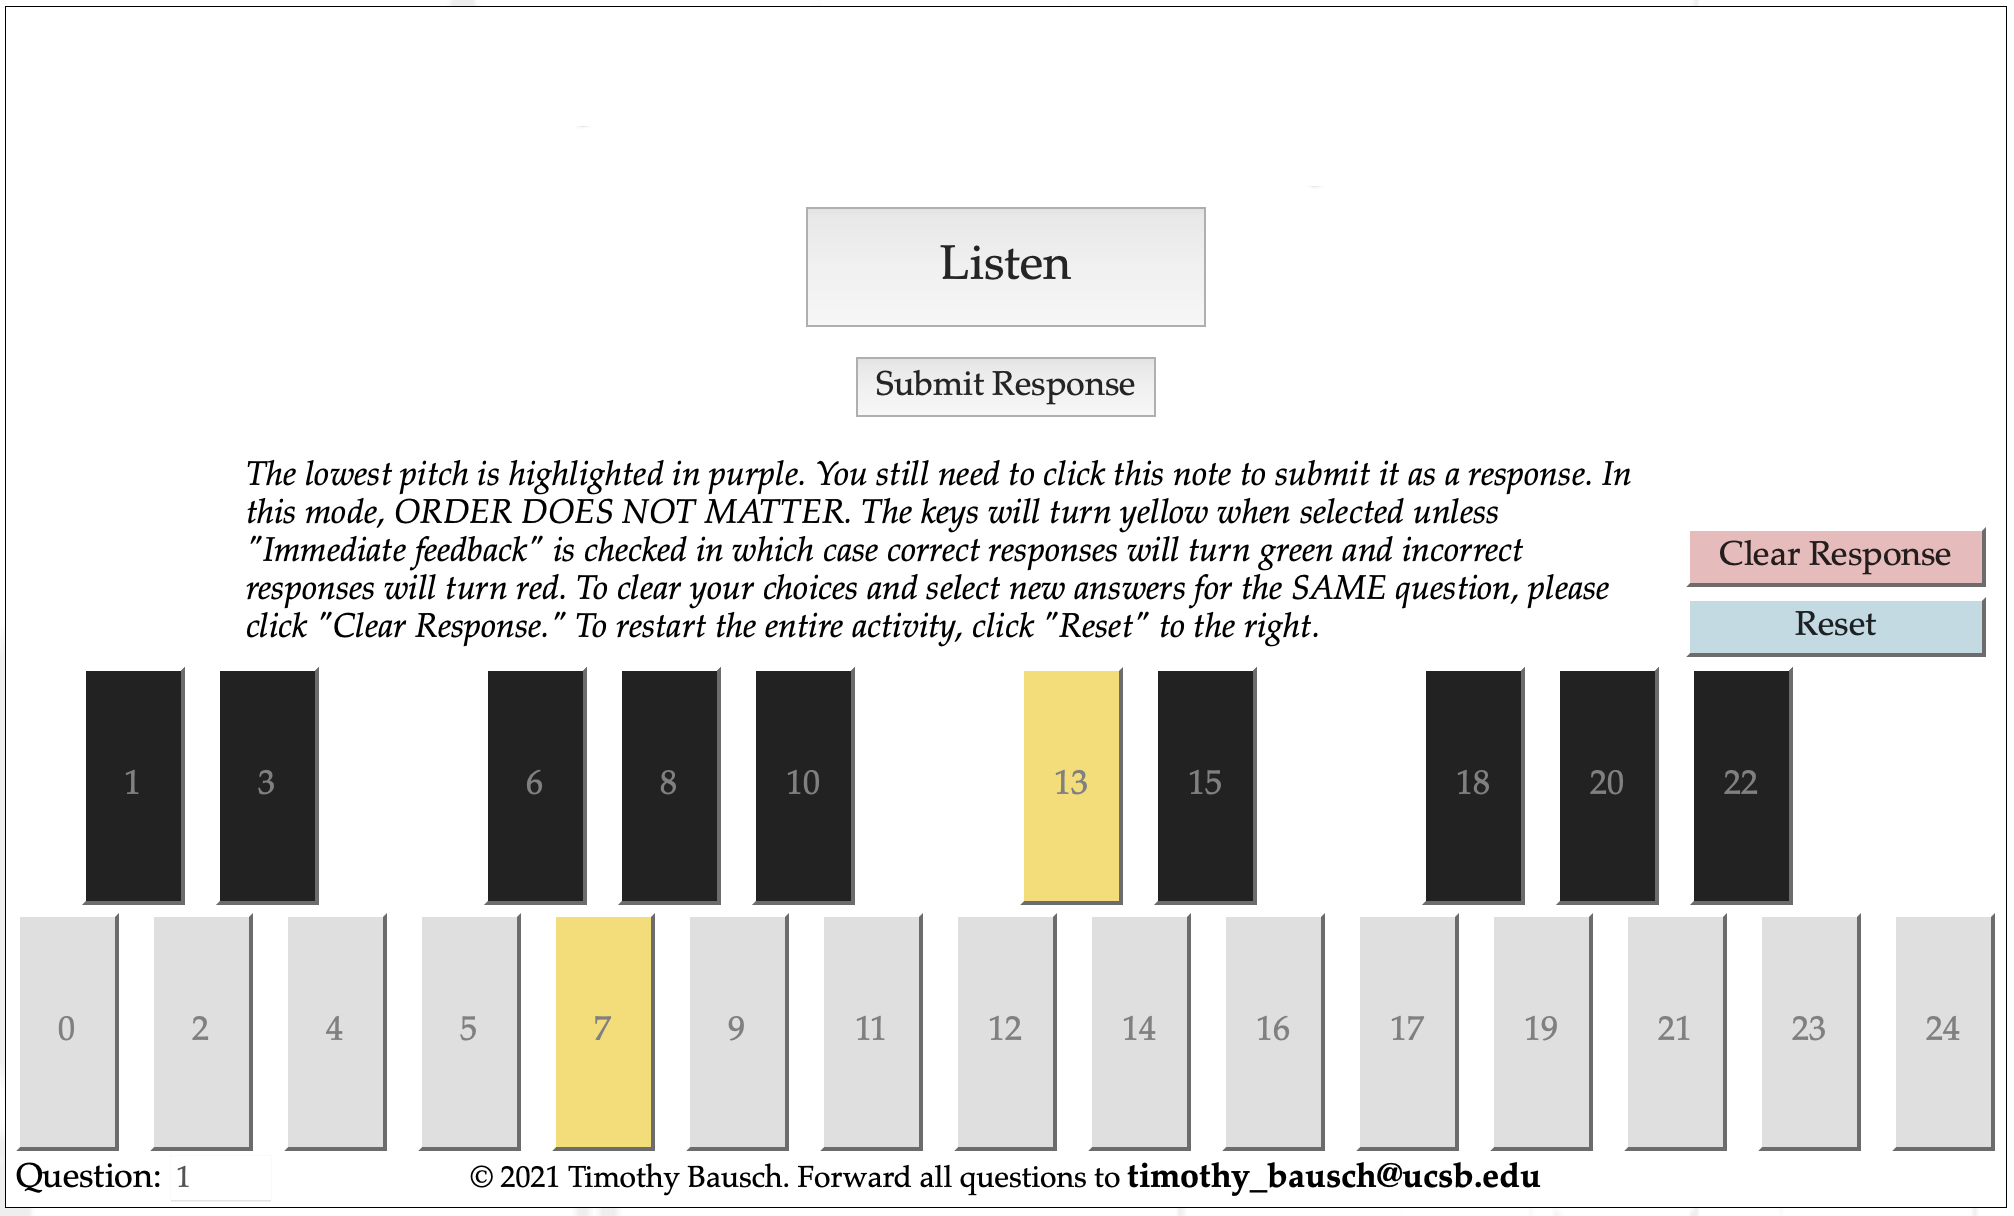 Listen
Submit Response
The lowest pitch is highlighted in purple. You still need to click this note to submit it as a response. In
this mode, ORDER DOES NOT MATTER. The keys will turn yellow when selected unless
"Immediate feedback" is checked in which case correct responses will turn green and incorrect
responses will turn red. To clear your choices and select new answers for the SAME question, please
click "Clear Response." To restart the entire activity, click "Reset" to the right.
Clear Response
Reset
1 3 6 8 10 13 15 18 20 22
0 2 4 5 7 9 11 12 14 16 17 19 21 23 24
Question: 1 © 2021 Timothy Bausch. Forward all questions to timothy_bausch@ucsb.edu